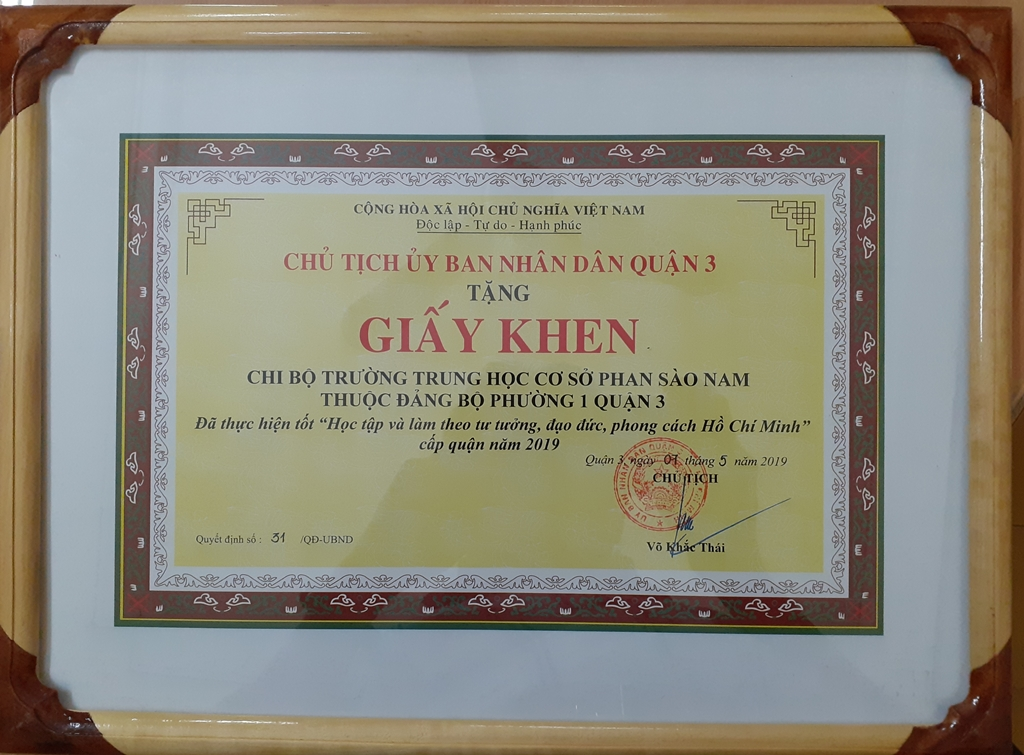 CỘNG HÒA XÃ HỘI CHỦ NGHĨA VIỆT NAM
Độc lập - Tự do - Hạnh phúc
CHỦ TỊCH ỦY BAN NHÂN DÂN QUẬN 3
TẶNG
GIẤY KHEN
CHI BỘ TRƯỜNG TRUNG HỌC CƠ SỞ PHAN SÀO NAM
THUỘC ĐẢNG BỘ PHƯỜNG 1 QUẬN 3
Đã thực hiện tốt “Học tập và làm theo tư tưởng, đạo đức, phong cách Hồ Chí Minh”
cấp quận năm 2019
Quận 3, ngày 07 tháng 5 năm 2019
CHỦ TỊCH
Quyết định số : 31 /QĐ-UBND
Võ Khắc Thái